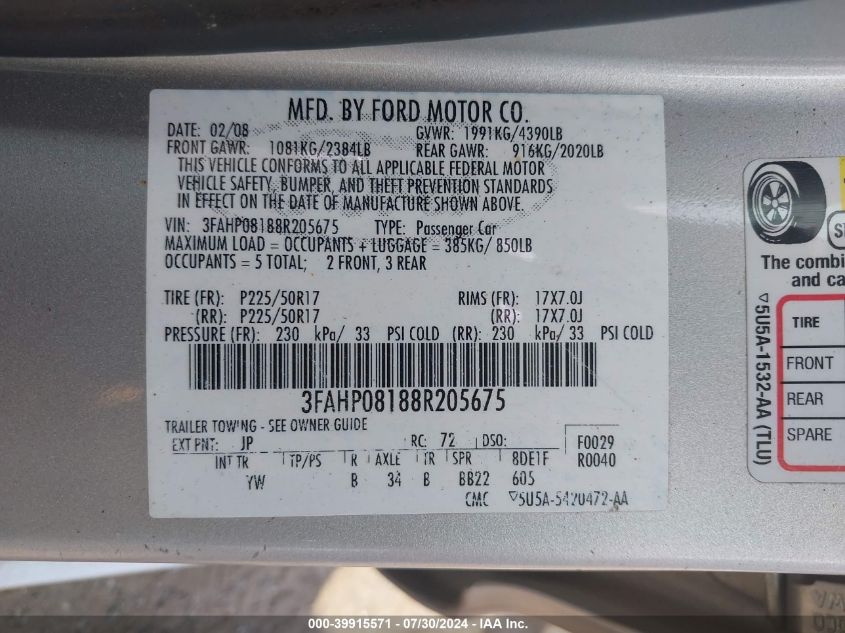 MFD. BY FORD MOTOR CO.
DATE: 02/08 GVWR: 1991KG/4390LB
FRONT GAWR: 1081KG/2384LB REAR GAWR: 916KG/2020LB
THIS VEHICLE CONFORMS TO ALL APPLICABLE FEDERAL MOTOR
VEHICLE SAFETY, BUMPER, AND THEFT PREVENTION STANDARDS
IN EFFECT ON THE DATE OF MANUFACTURE SHOWN ABOVE.
VIN: 3FAHP08188R205675 TYPE: Passenger Car
MAXIMUM LOAD = OCCUPANTS + LUGGAGE = 385KG/ 850LB
OCCUPANTS = 5 TOTAL; 2 FRONT, 3 REAR
TIRE (FR): P225/50R17 RIMS (FR): 17X7.0J
(RR): P225/50R17 (RR): 17X7.0J
PRESSURE (FR): 230 kPa/ 33 PSI COLD (RR): 230 kPa/ 33 PSI COLD
3FAHP08188R205675
TRAILER TOWING - SEE OWNER GUIDE
EXT PNT: JP RC: 72 DSO: F0029
INT TR TP/PS R AXLE TR SPR 8DE1F R0040
YW B 34 B BB22 605
CMC ▽5U5A-5420472-AA
The combi
and ca
TIRE
FRONT
REAR
SPARE
▽5U5A-1532-AA (TLU)
000-39915571 - 07/30/2024 - IAA Inc.